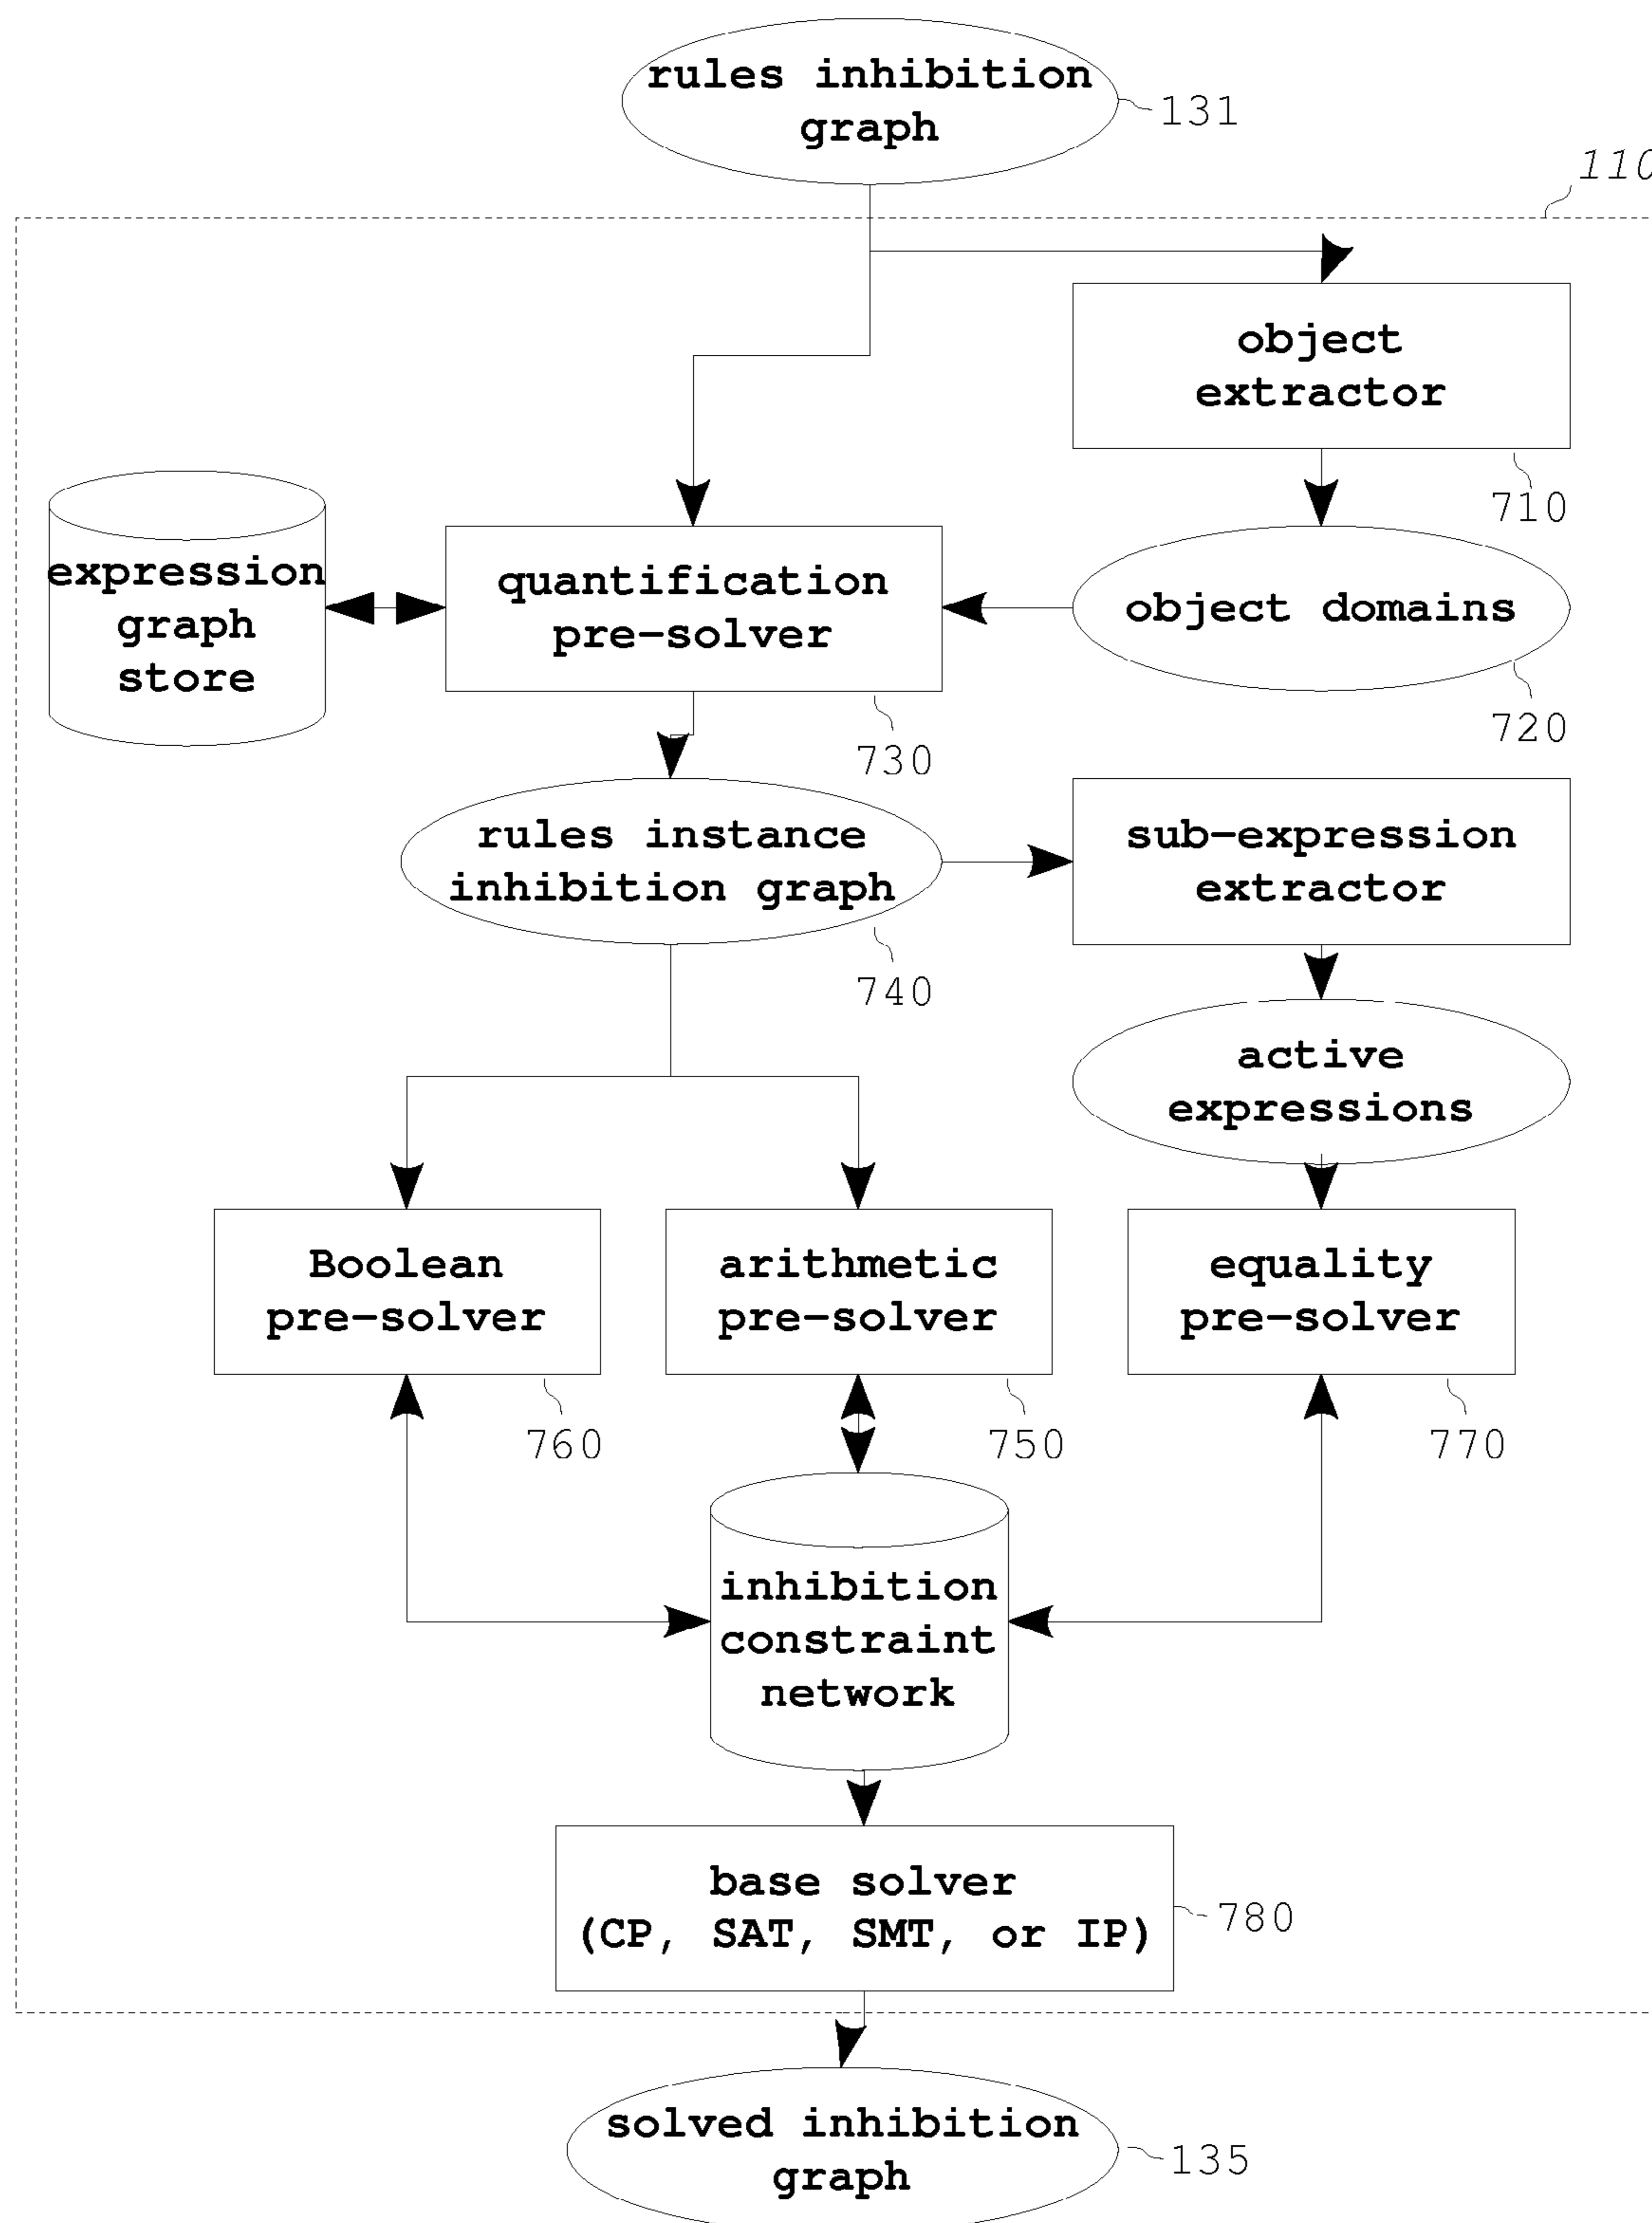 rules inhibition
graph
131
110
object
extractor
710
expression
graph
store
quantification
pre-solver
object domains
730
720
rules instance
inhibition graph
sub-expression
extractor
740
active
expressions
Boolean
pre-solver
arithmetic
pre-solver
equality
pre-solver
760
750
770
inhibition
constraint
network
base solver
(CP, SAT, SMT, or IP)
780
solved inhibition
graph
135